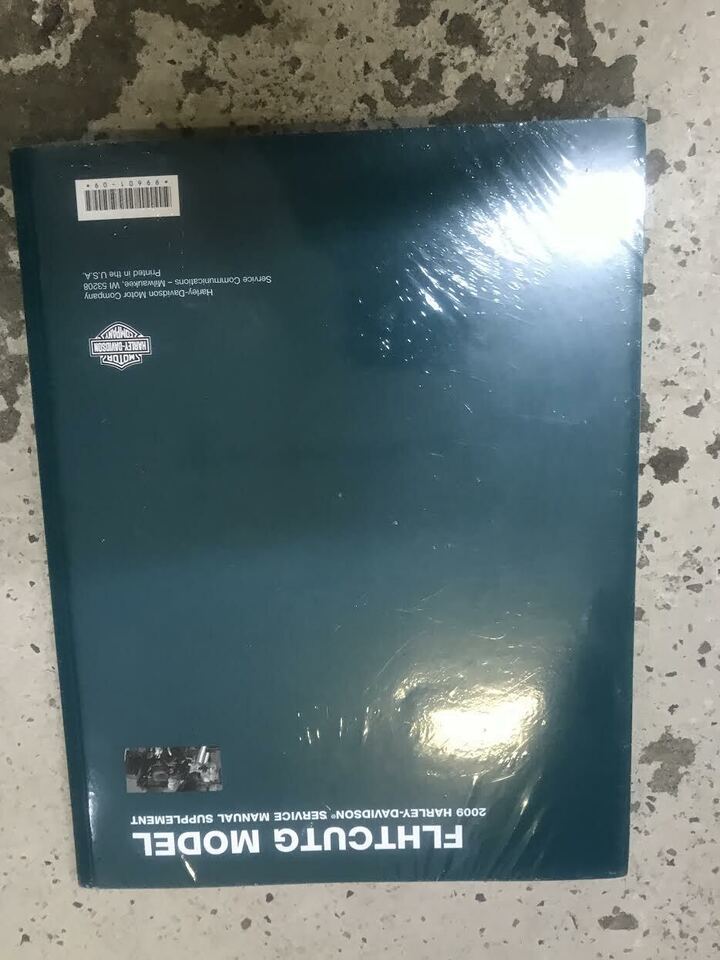 FLHTCUTG MODEL
2009 HARLEY-DAVIDSON® SERVICE MANUAL SUPPLEMENT
MOTOR
HARLEY-DAVIDSON
COMPANY
Harley-Davidson Motor Company
Service Communications – Milwaukee, WI 53208
Printed in the U.S.A.
*99601-09*